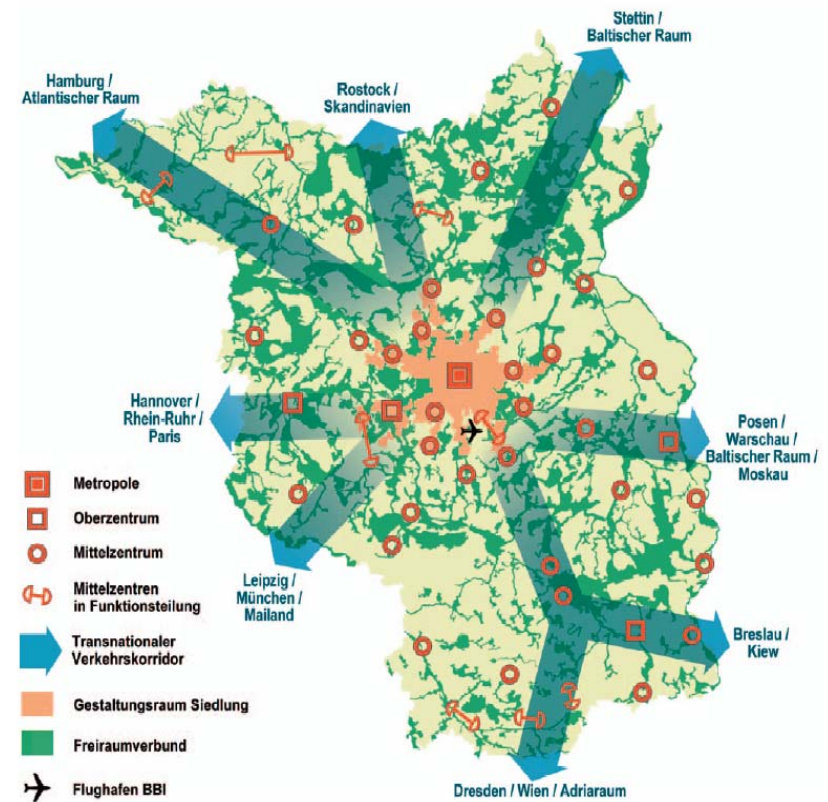 Stettin /
Baltischer Raum
Hamburg /
Atlantischer Raum
Rostock /
Skandinavien
Hannover /
Rhein-Ruhr /
Paris
Posen /
Warschau /
Baltischer Raum /
Moskau
Leipzig /
München /
Mailand
Breslau /
Kiew
Dresden / Wien / Adriaraum
Metropole
Oberzentrum
Mittelzentrum
Mittelzentren
in Funktionsteilung
Transnationaler
Verkehrskorridor
Gestaltungsraum Siedlung
Freiraumverbund
Flughafen BBI